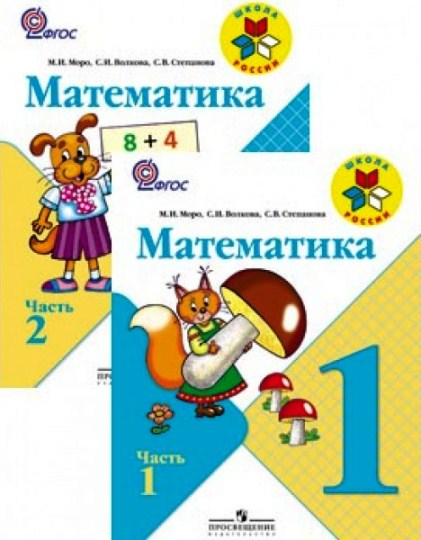 ФГОС
ШКОЛА
РОССИИ
М.И. Моро, С.И. Волкова, С.В. Степанова
Математика
8 + 4
Часть
2
ФГОС
ШКОЛА
РОССИИ
М.И. Моро, С.И. Волкова, С.В. Степанова
Математика
1
Часть
1
ПРОСВЕЩЕНИЕ
ИЗДАТЕЛЬСТВО